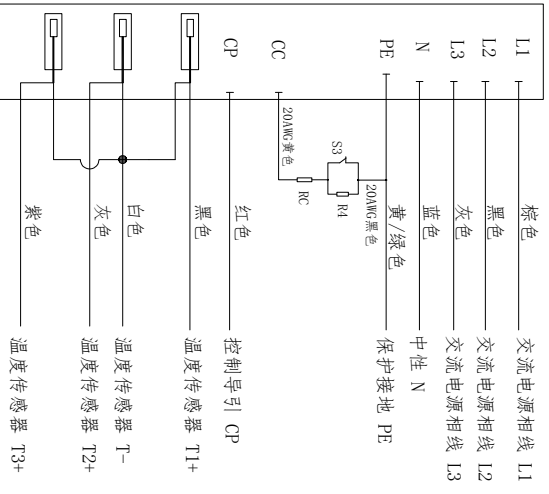 L1
棕色
交流电源相线 L1
L2
黑色
交流电源相线 L2
L3
灰色
交流电源相线 L3
N
蓝色
中性 N
PE
黄/绿色
保护接地 PE
20AWG黑色
S3
R4
RC
CC
20AWG黄色
CP
红色
控制导引 CP
黑色
温度传感器 T1+
白色
温度传感器 T-
灰色
温度传感器 T2+
紫色
温度传感器 T3+